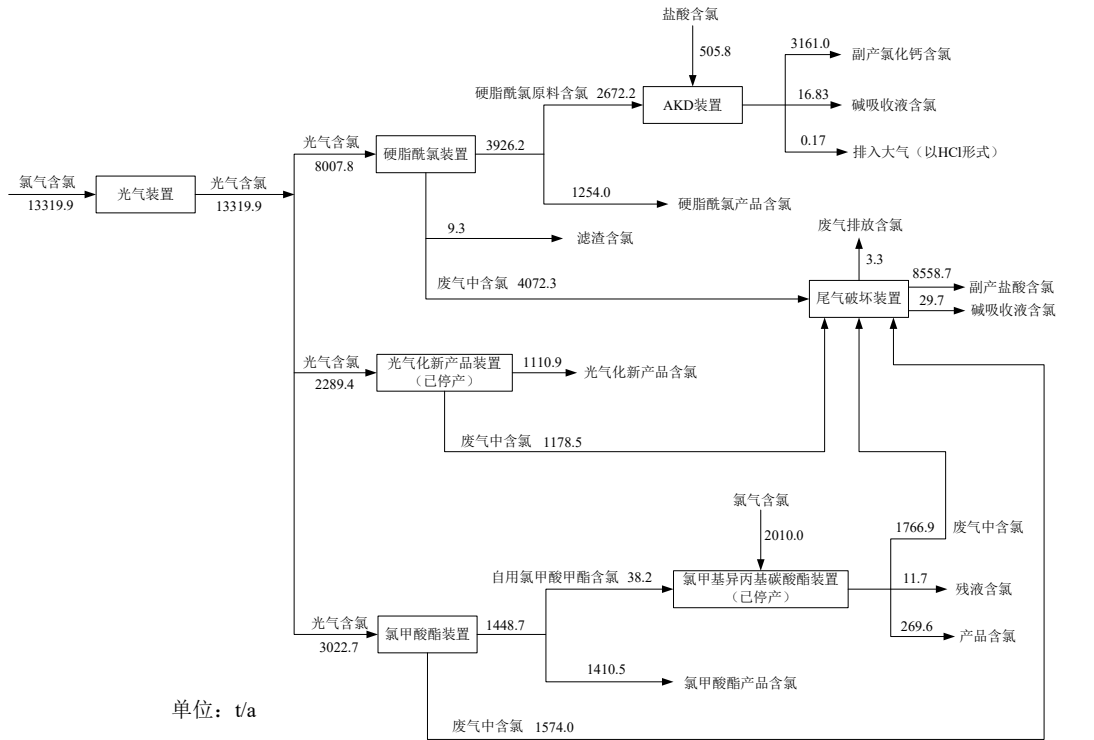 盐酸含氯
505.8
3161.0
副产氯化钙含氯
硬脂酰氯原料含氯 2672.2
AKD装置
16.83
碱吸收液含氯
0.17
排入大气（以HCl形式）
光气含氯
8007.8
硬脂酰氯装置
3926.2
氯气含氯
13319.9
光气装置
光气含氯
13319.9
1254.0
硬脂酰氯产品含氯
9.3
滤渣含氯
废气排放含氯
3.3
废气中含氯 4072.3
尾气破坏装置
8558.7
副产盐酸含氯
29.7
碱吸收液含氯
光气含氯
2289.4
光气化新产品装置
（已停产）
1110.9
光气化新产品含氯
废气中含氯 1178.5
氯气含氯
2010.0
1766.9
废气中含氯
自用氯甲酸甲酯含氯 38.2
氯甲基异丙基碳酸酯装置
（已停产）
11.7
残液含氯
光气含氯
3022.7
氯甲酸酯装置
1448.7
269.6
产品含氯
1410.5
氯甲酸酯产品含氯
单位：t/a
废气中含氯 1574.0